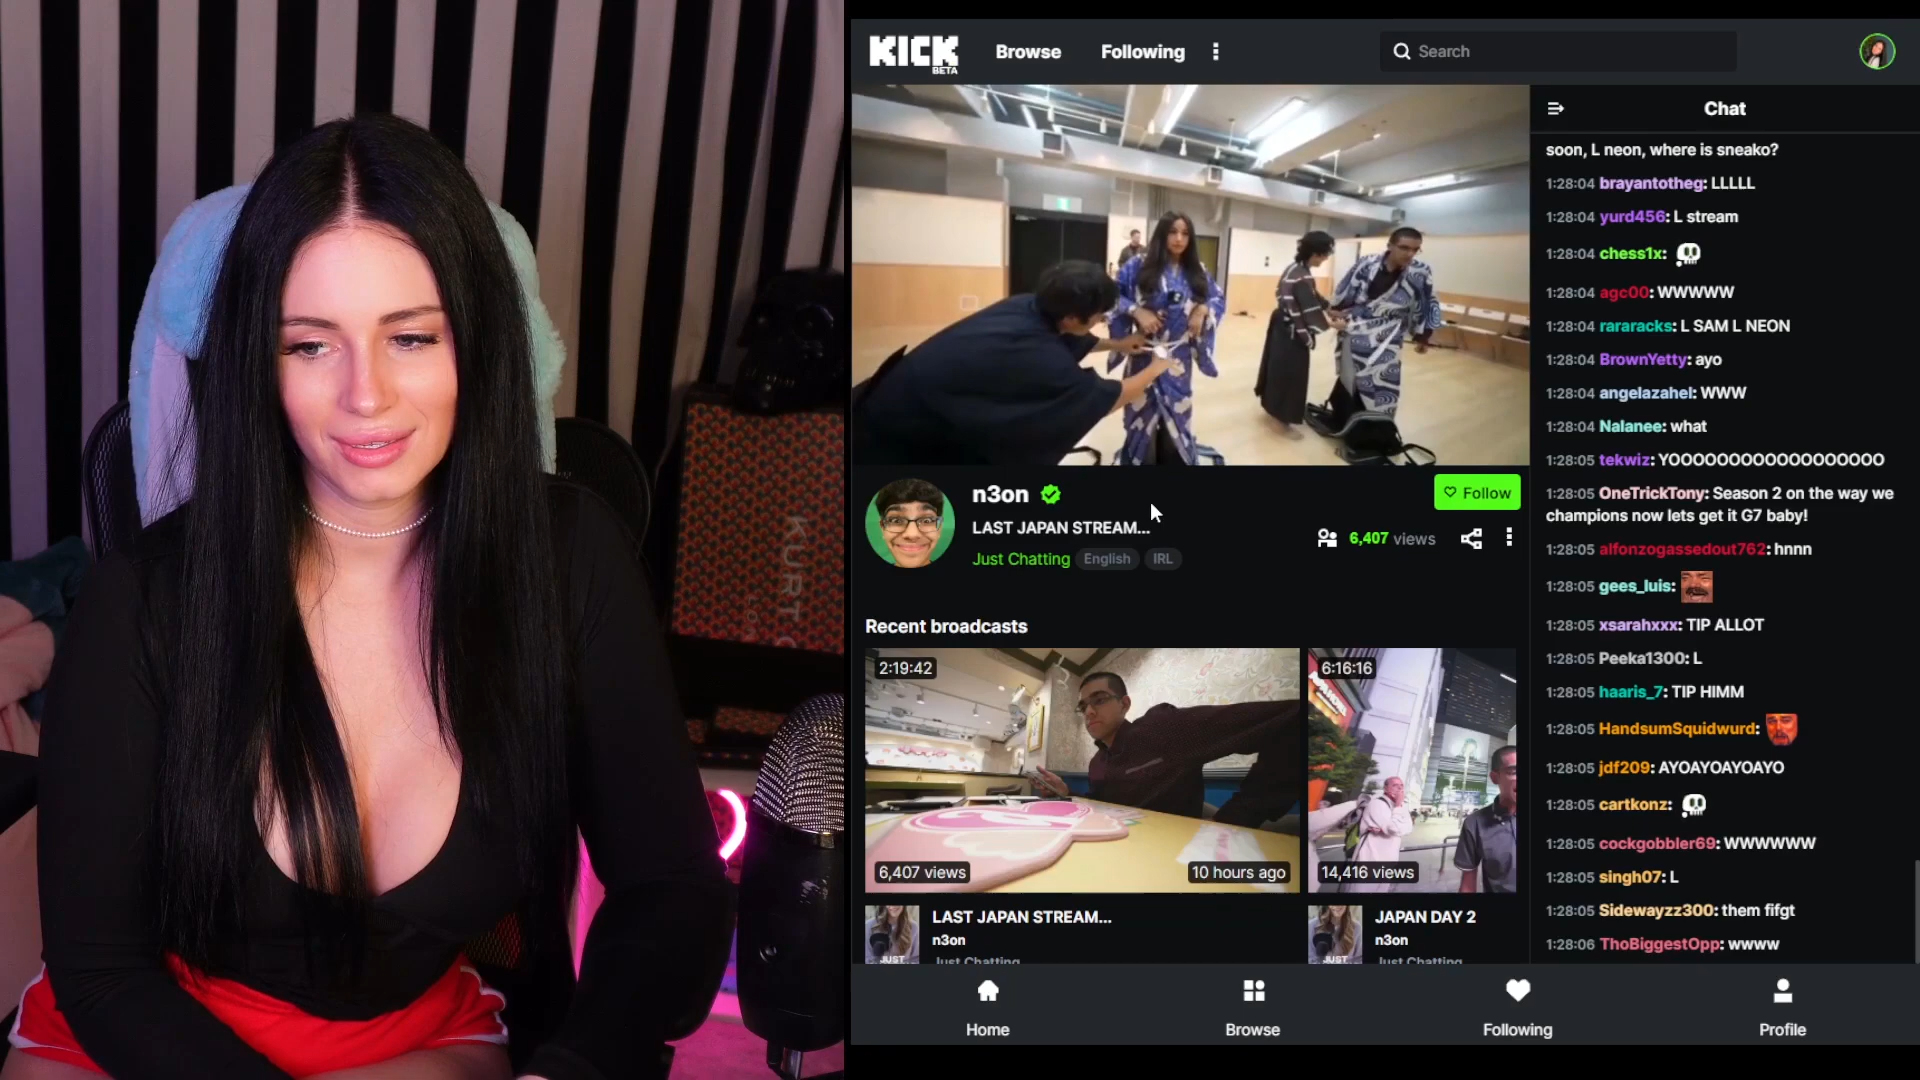 KICK
BETA
Browse
Following
Search
Chat
soon, L neon, where is sneako?
1:28:04 brayantotheg: LLLLL
1:28:04 yurd456: L stream
1:28:04 chess1x:
1:28:04 agc00: WWWWW
1:28:04 rararacks: L SAM L NEON
1:28:04 BrownYetty: ayo
1:28:04 angelazahel: WWW
1:28:04 Nalanee: what
1:28:05 tekwiz: YOOOOOOOOOOOOOOOOOO
1:28:05 OneTrickTony: Season 2 on the way we
champions now lets get it G7 baby!
1:28:05 alfonzogassedout762: hnnn
1:28:05 gees_luis:
1:28:05 xsarahxxx: TIP ALLOT
1:28:05 Peeka1300: L
1:28:05 haaris_7: TIP HIMM
1:28:05 HandsumSquidwurd:
1:28:05 jdf209: AYOAYOAYOAYO
1:28:05 cartkonz:
1:28:05 cockgobbler69: WWWWWW
1:28:05 singh07: L
1:28:05 Sidewayzz300: them fifgt
1:28:06 ThoBiggestOpp: wwww
n3on
Follow
LAST JAPAN STREAM...
6,407 views
Just Chatting English IRL
Recent broadcasts
2:19:42
6,407 views
10 hours ago
LAST JAPAN STREAM...
n3on
Just Chatting
6:16:16
14,416 views
JAPAN DAY 2
n3on
Just Chatting
JUST
JUST
KURT
Home
Browse
Following
Profile